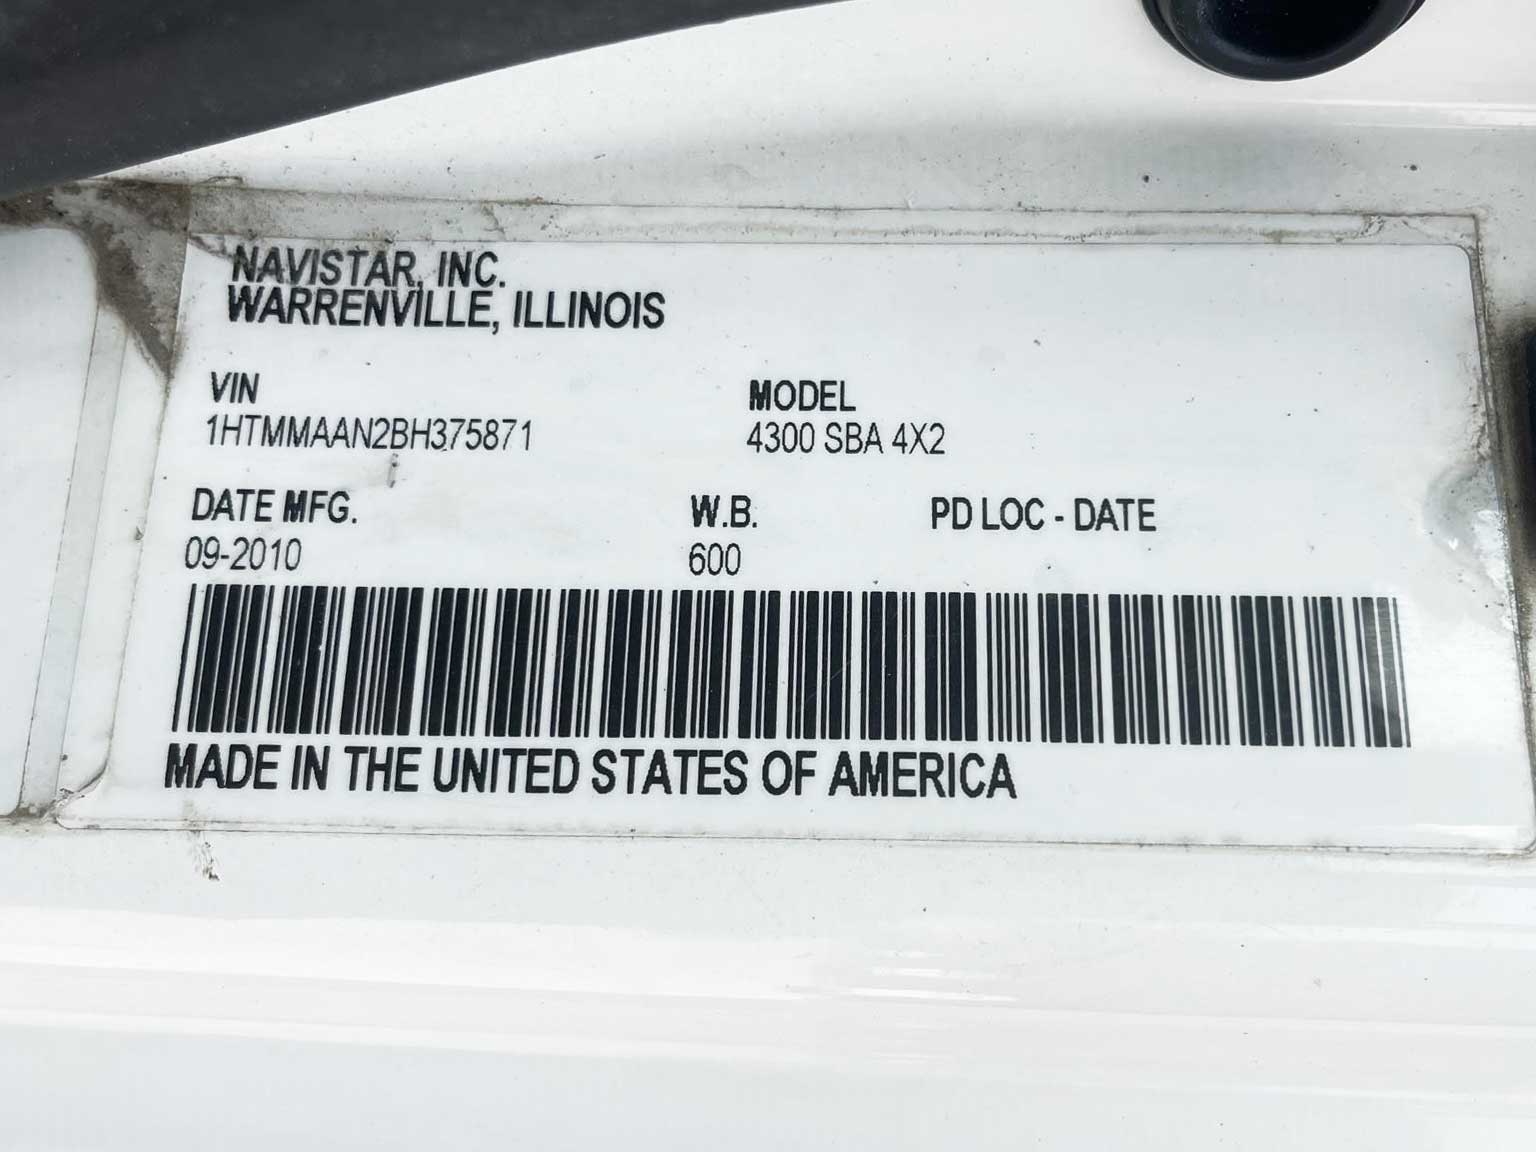 NAVISTAR, INC.
WARRENVILLE, ILLINOIS
VIN MODEL
1HTMMAAN2BH375871 4300 SBA 4X2
DATE MFG. W.B. PD LOC - DATE
09-2010 600
MADE IN THE UNITED STATES OF AMERICA